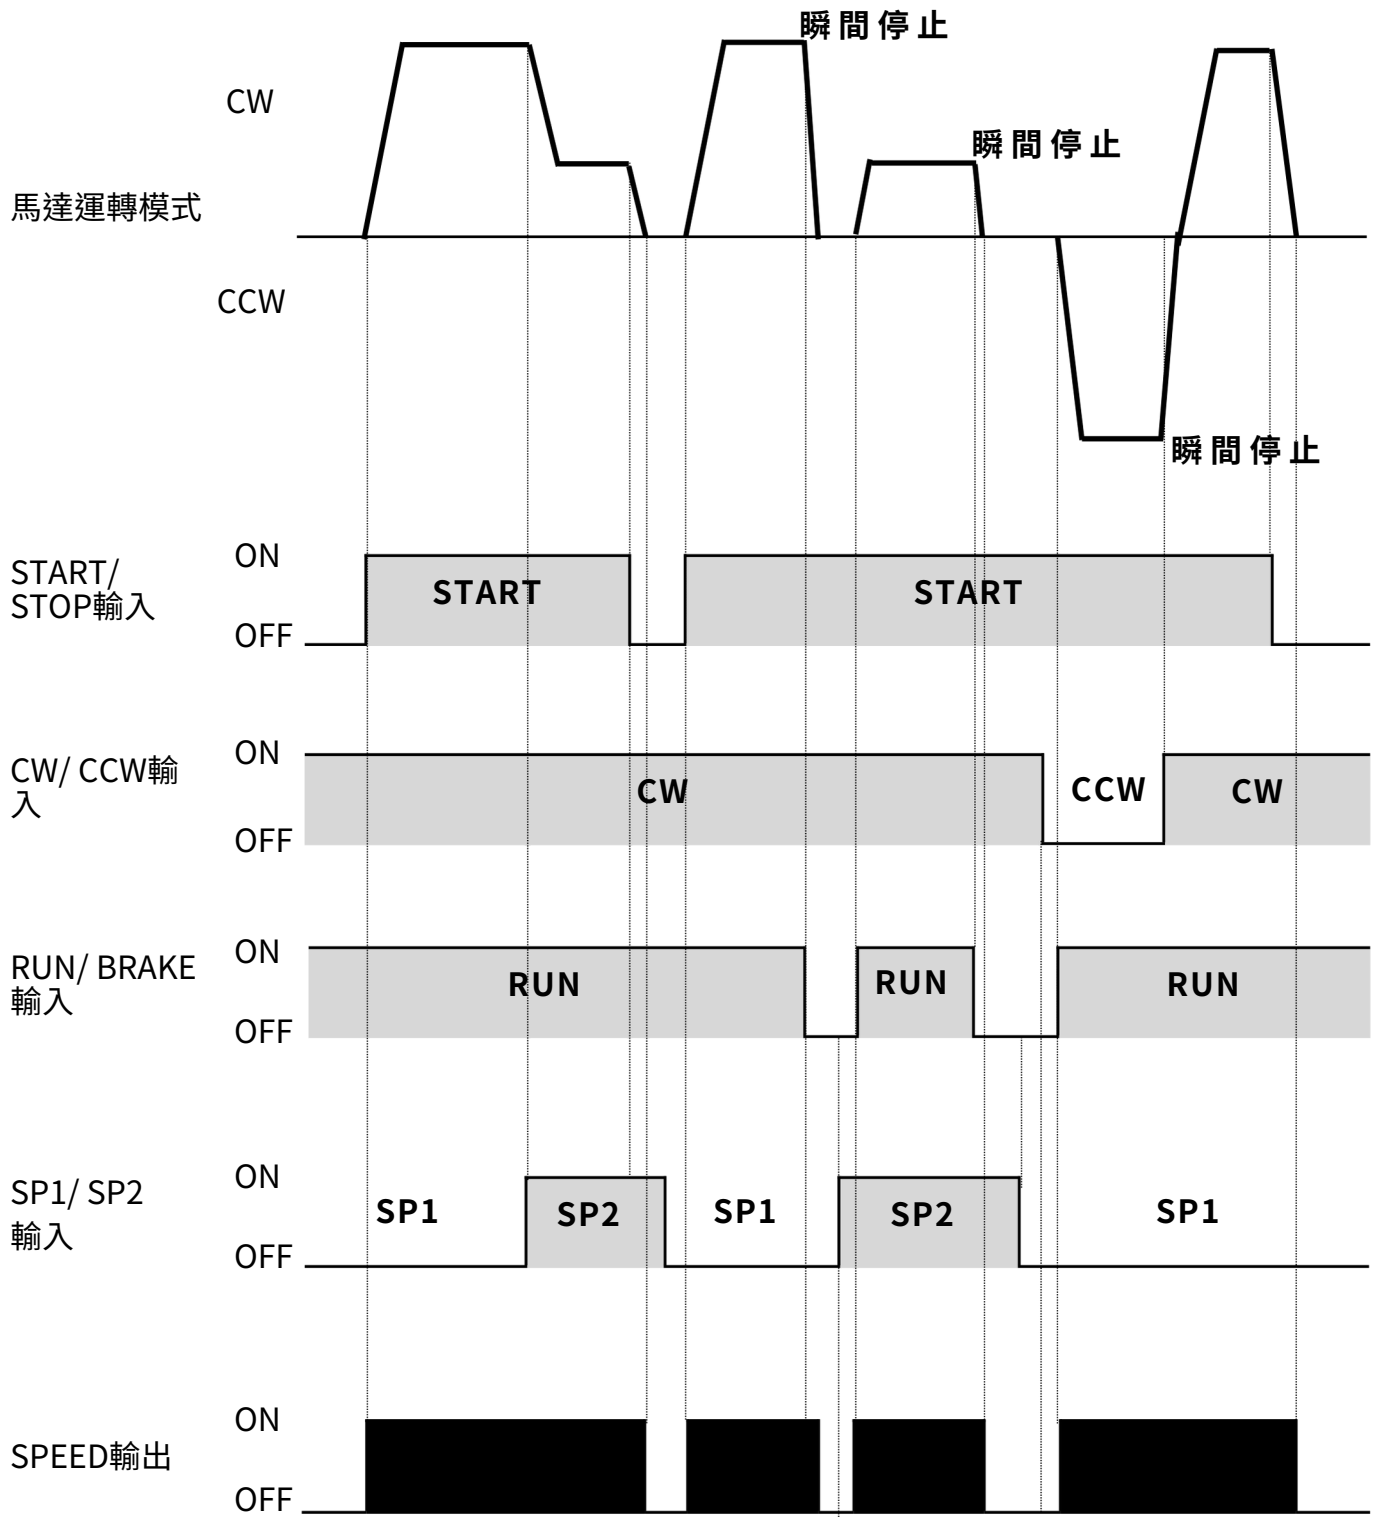 瞬間停止
CW
瞬間停止
馬達運轉模式
CCW
瞬間停止
START/
STOP輸入
ON
OFF
START
START
CW/ CCW輸
入
ON
OFF
CW
CCW
CW
RUN/ BRAKE
輸入
ON
OFF
RUN
RUN
RUN
SP1/ SP2
輸入
ON
OFF
SP1
SP2
SP1
SP2
SP1
SPEED輸出
ON
OFF